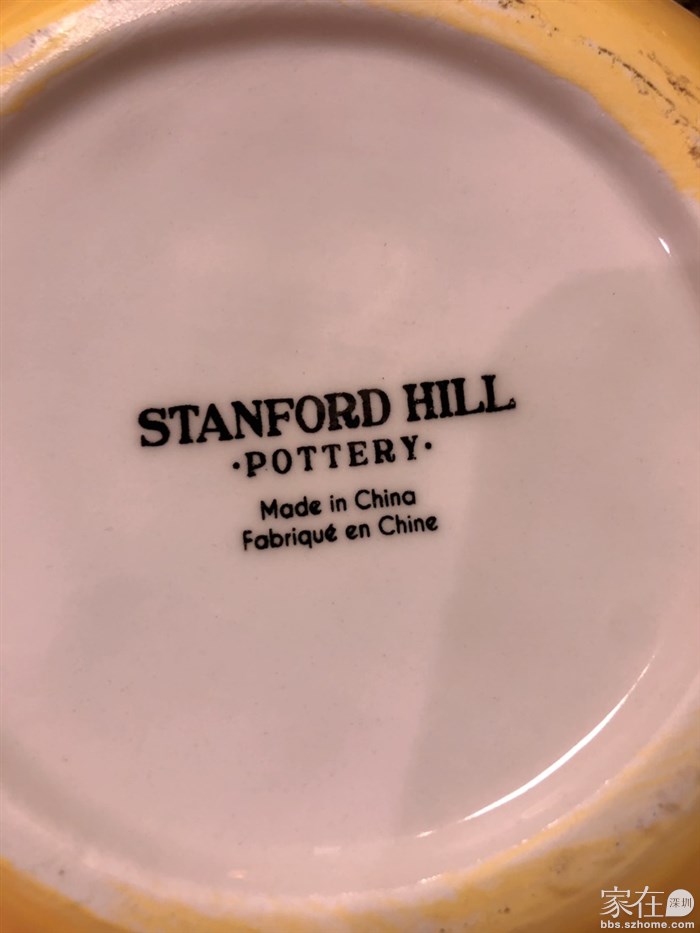 STANFORD HILL
·POTTERY·
Made in China
Fabriqué en Chine
家在深圳
bbs.szhome.com